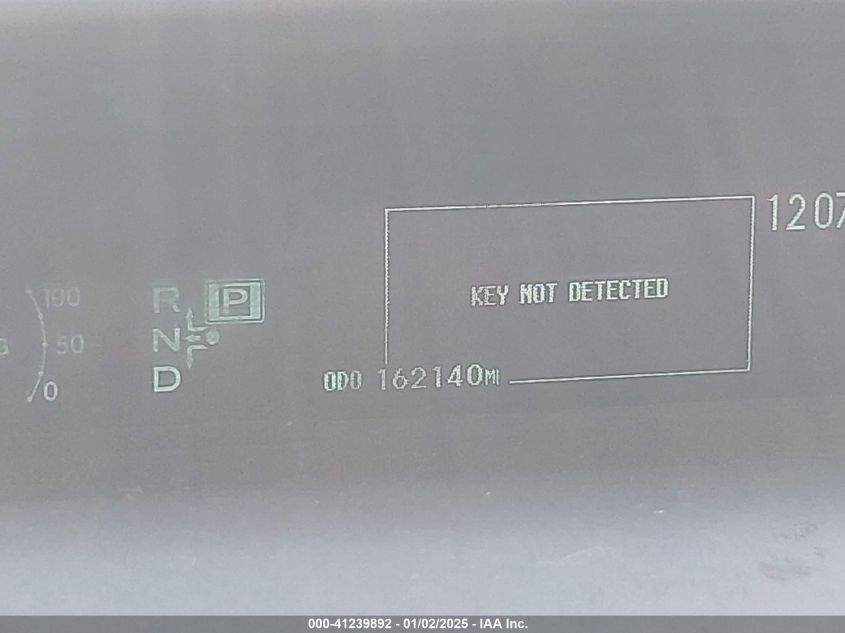 1207
100
R P
KEY NOT DETECTED
50
N
0
D
ODO 162140MI
000-41239892 - 01/02/2025 - IAA Inc.